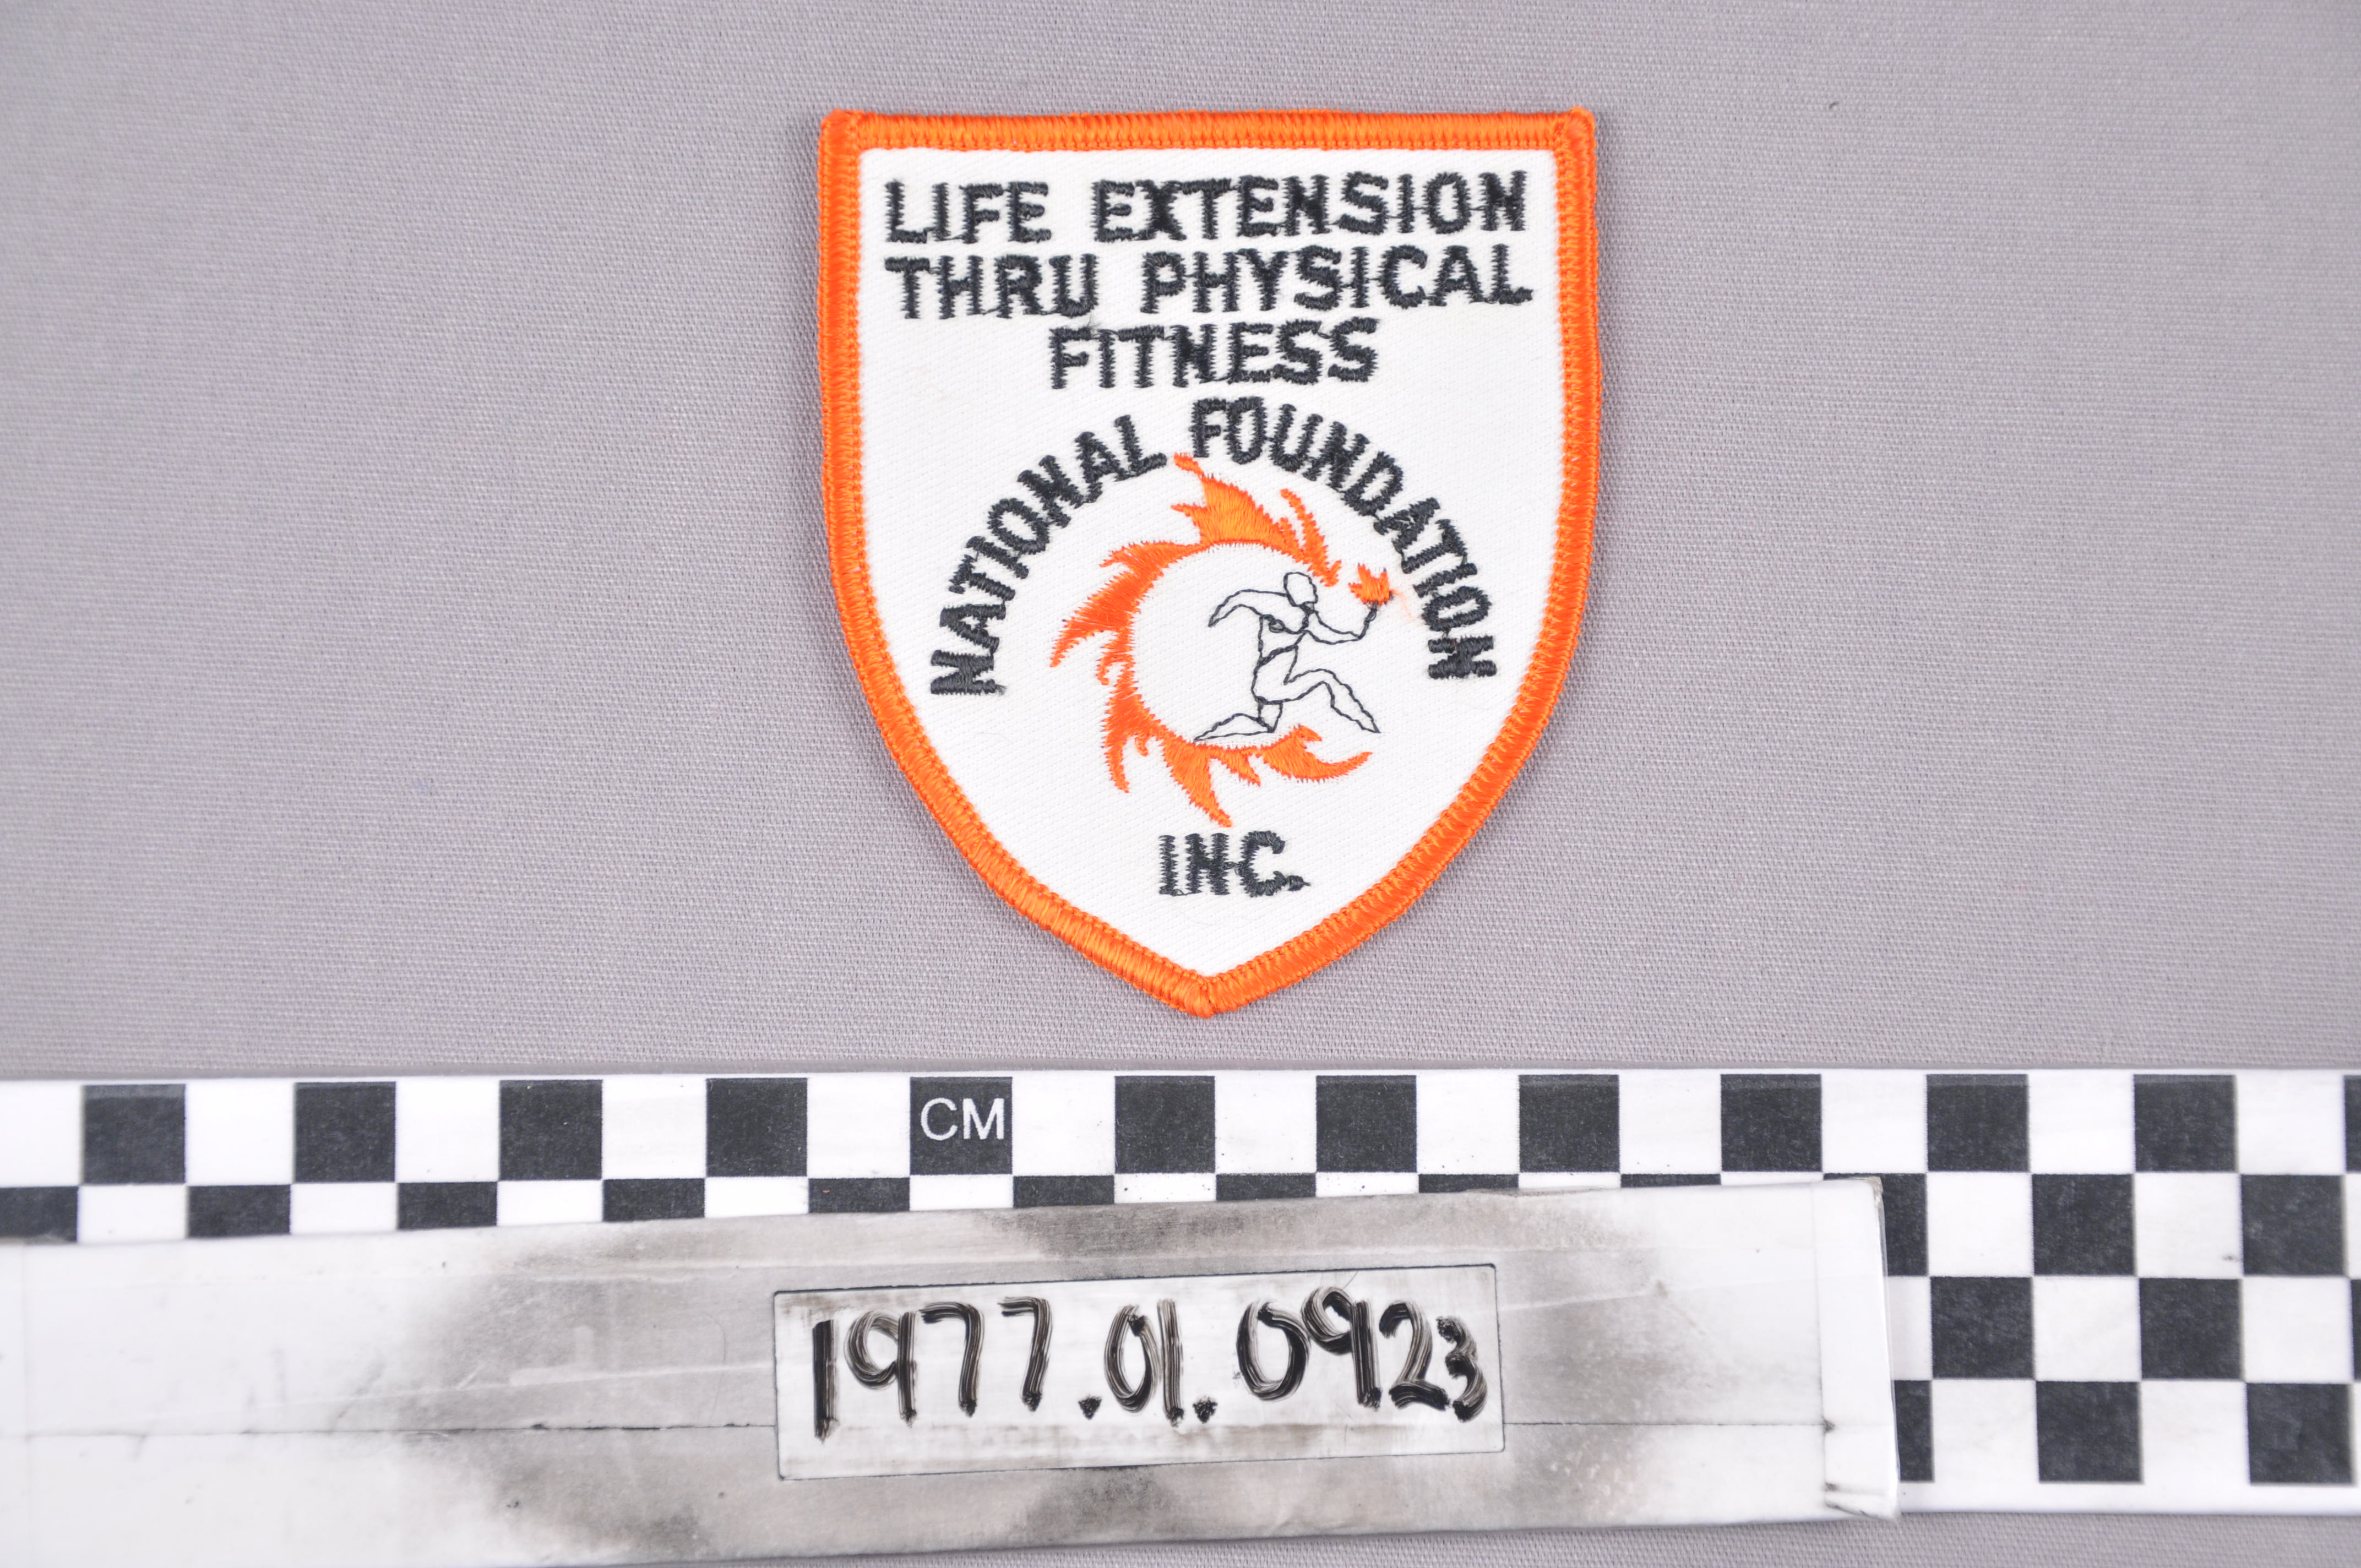 LIFE EXTENSION
THRU PHYSICAL
FITNESS
NATIONAL FOUNDATION
INC.
CM
1977.01.0923